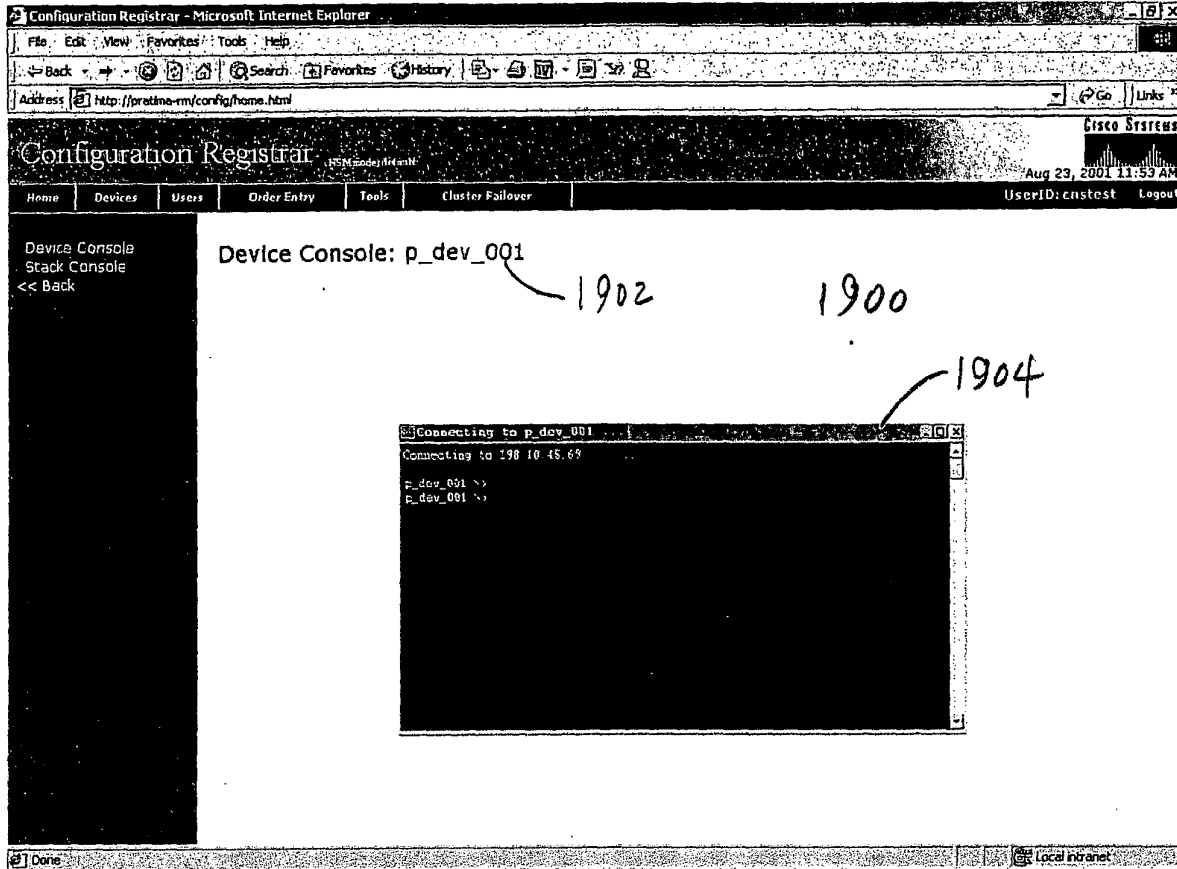 Configuration Registrar - Microsoft Internet Explorer
File Edit View Favorites Tools Help
Back Search Favorites History
Address http://pratima-rm/config/home.html Go Links
Cisco Systems
Configuration Registrar
Aug 23, 2001 11:53 AM
Home Devices Users Order Entry Tools Cluster Failover UserID: cnstest Logout
Device Console
Stack Console
<< Back
Device Console: p_dev_001
1902
1900
1904
Connecting to p_dev_001 ...
Connecting to 198 10.45.69 ..
p_dev_001 >>
p_dev_001 >>
Done Local intranet